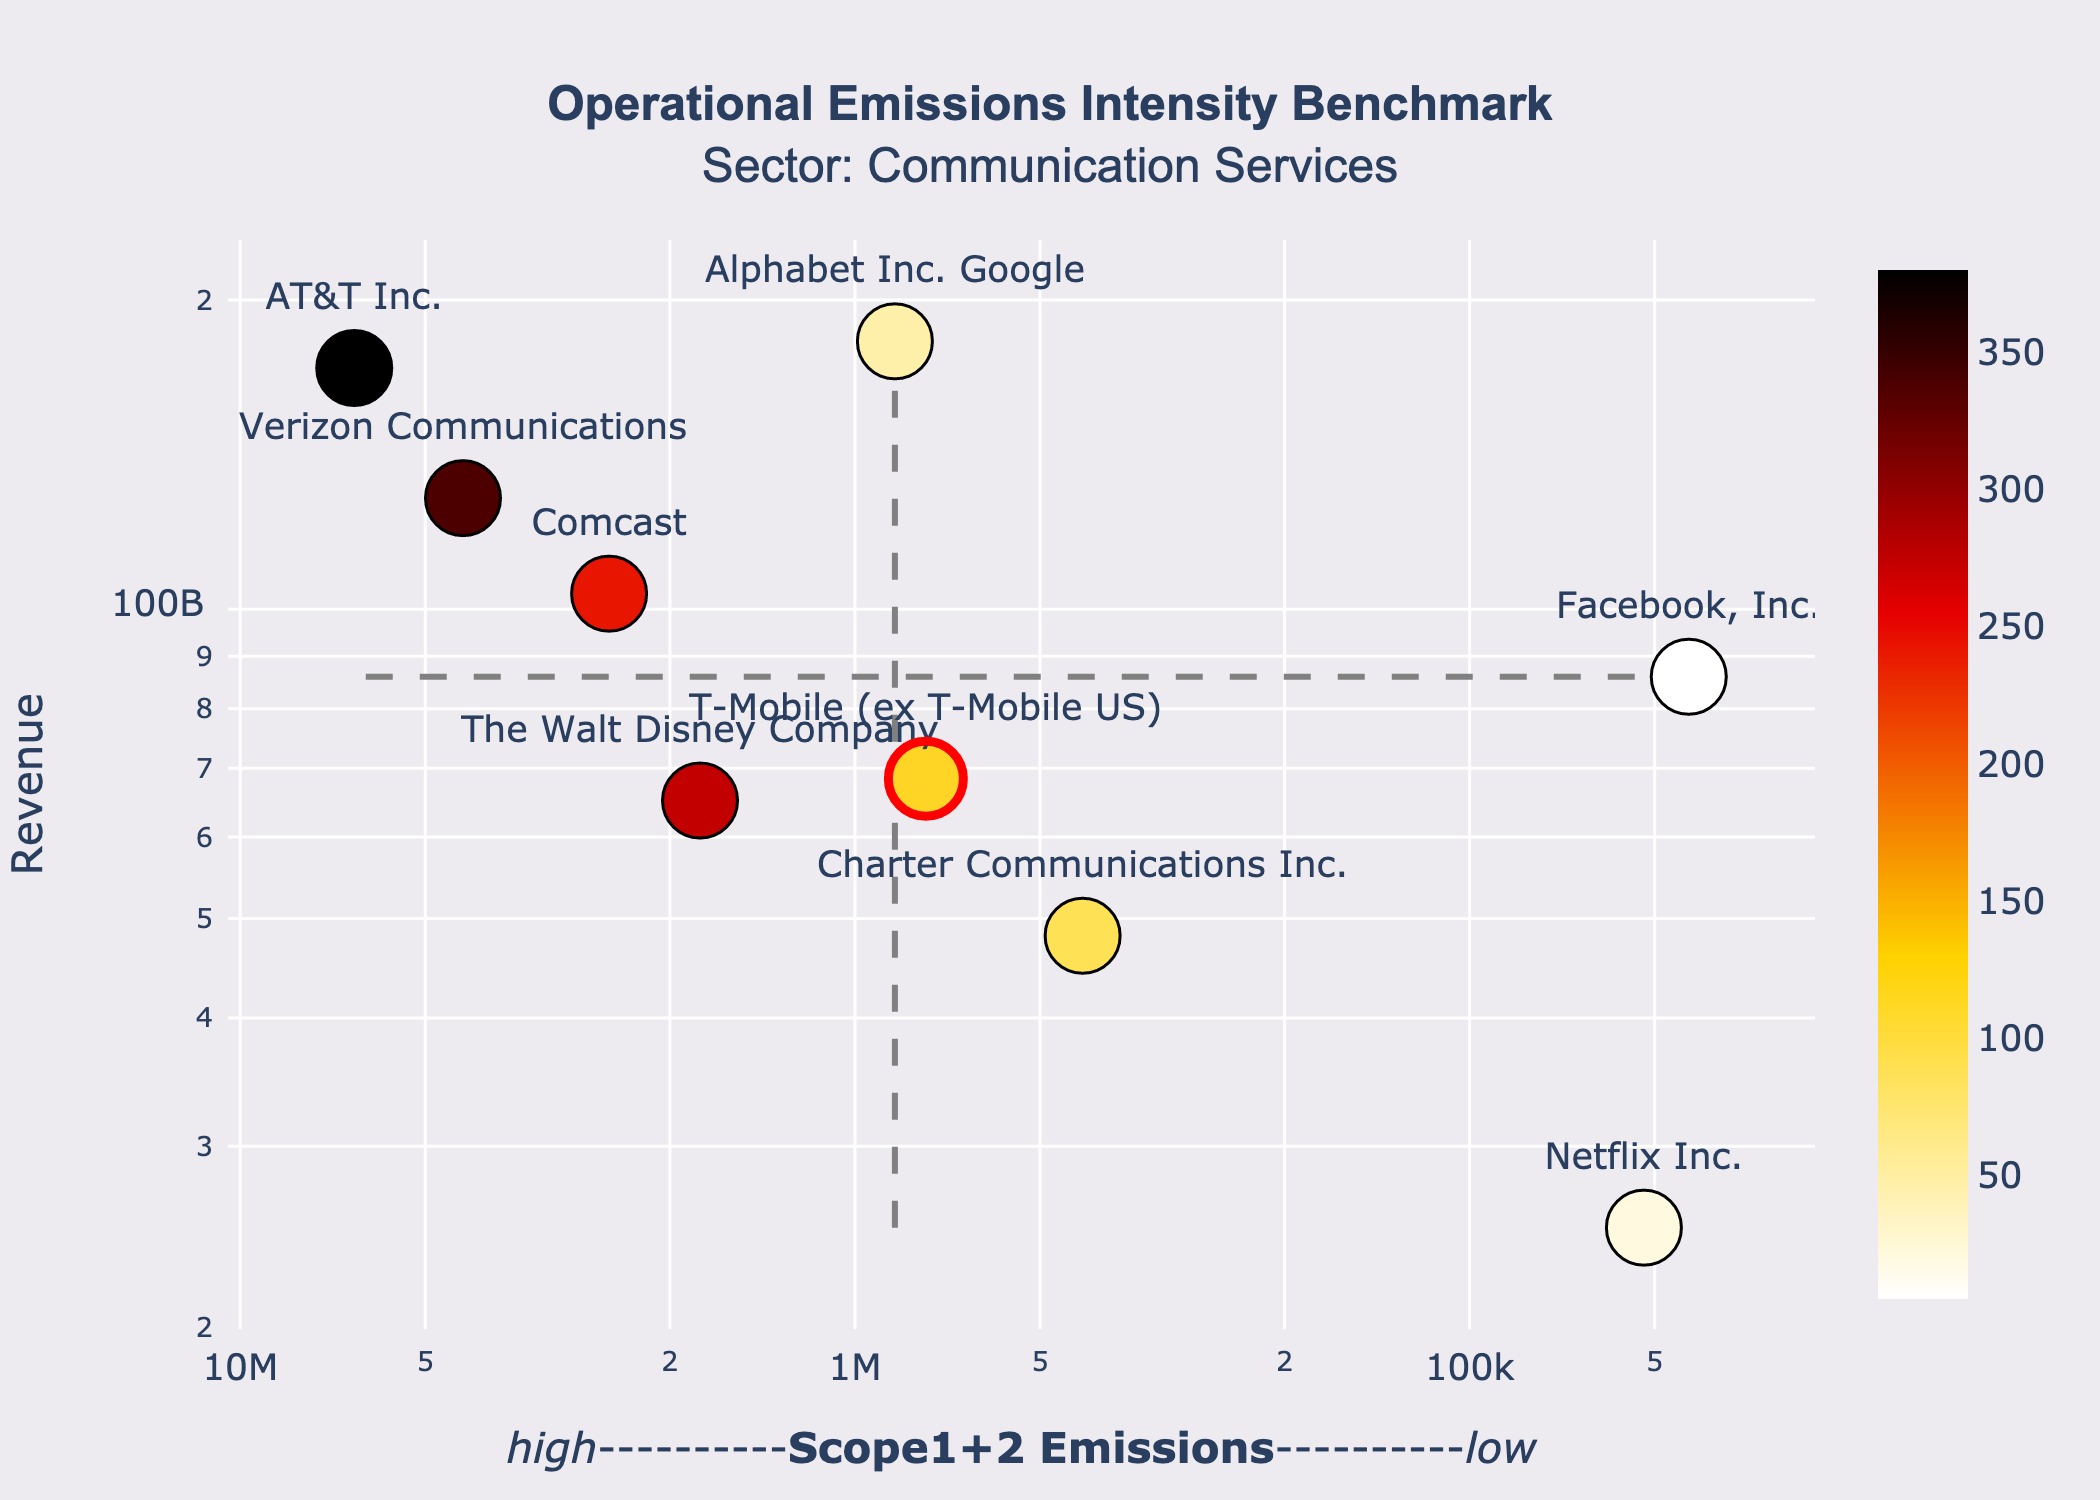 Operational Emissions Intensity Benchmark
Sector: Communication Services
Alphabet Inc. Google
AT&T Inc.
Verizon Communications
Comcast
Facebook, Inc.
T-Mobile (ex T-Mobile US)
The Walt Disney Company
Charter Communications Inc.
Netflix Inc.
Revenue
2
100B
9
8
7
6
5
4
3
2
10M
5
2
1M
5
2
100k
5
high----------Scope1+2 Emissions----------low
350
300
250
200
150
100
50